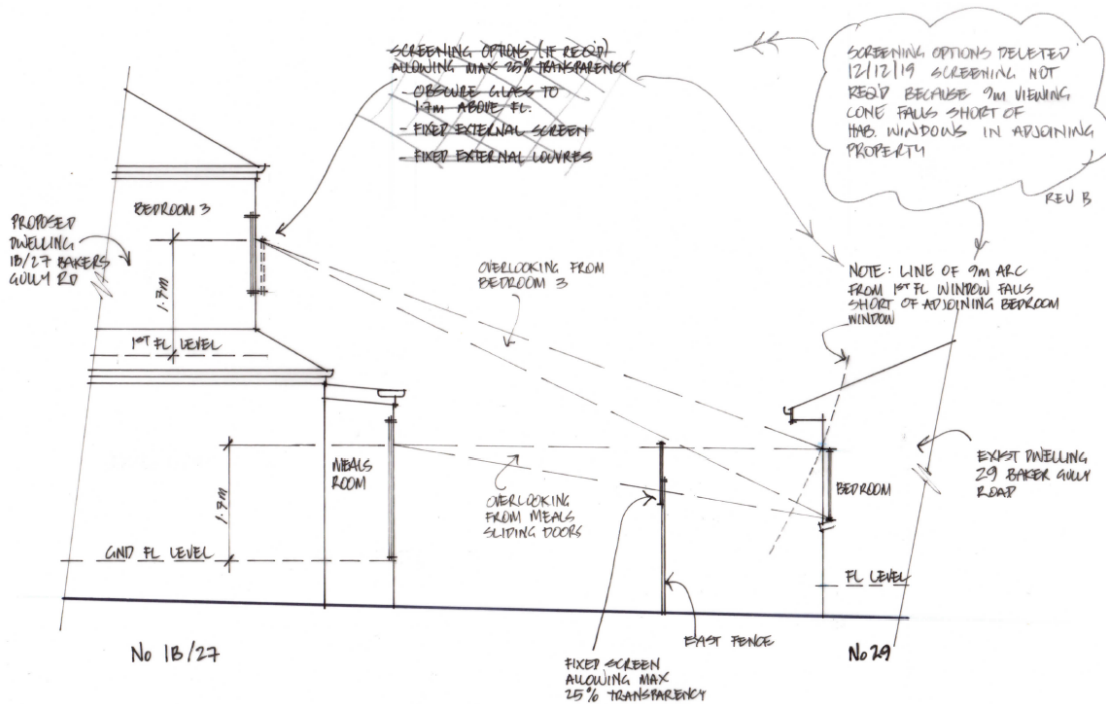 SCREENING OPTIONS (IF REQ'D)
ALLOWING MAX 25% TRANSPARENCY
- OBSCURE GLASS TO
1.7m ABOVE FL.
- FIXED EXTERNAL SCREEN
- FIXED EXTERNAL LOUVRES
SCREENING OPTIONS DELETED
12/12/19 SCREENING NOT
REQ'D BECAUSE 9m VIEWING
CONE FALLS SHORT OF
HAB. WINDOWS IN ADJOINING
PROPERTY
REV B
BEDROOM 3
PROPOSED
DWELLING
1B/27 BAKERS
GULLY RD
1.7m
OVERLOOKING FROM
BEDROOM 3
NOTE: LINE OF 9m ARC
FROM 1ST FL WINDOW FALLS
SHORT OF ADJOINING BEDROOM
WINDOW
1ST FL LEVEL
MEALS
ROOM
1.7m
OVERLOOKING
FROM MEALS
SLIDING DOORS
BEDROOM
EXIST DWELLING
29 BAKER GULLY
ROAD
GND FL LEVEL
FL LEVEL
EAST FENCE
No 1B/27
FIXED SCREEN
ALLOWING MAX
25% TRANSPARENCY
No 29